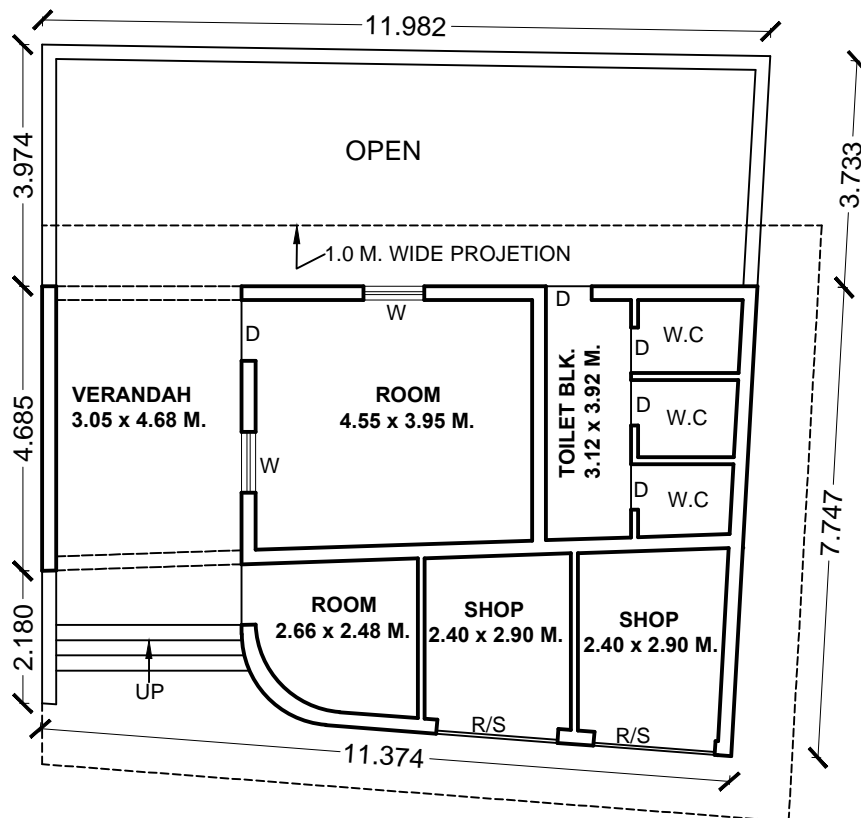 11.982
3.974
OPEN
3.733
1.0 M. WIDE PROJETION
W
D
D
W.C
D
VERANDAH
3.05 x 4.68 M.
ROOM
4.55 x 3.95 M.
TOILET BLK.
3.12 x 3.92 M.
W.C
D
4.685
W
D
W.C
7.747
ROOM
2.66 x 2.48 M.
SHOP
2.40 x 2.90 M.
SHOP
2.40 x 2.90 M.
2.180
UP
R/S
R/S
11.374